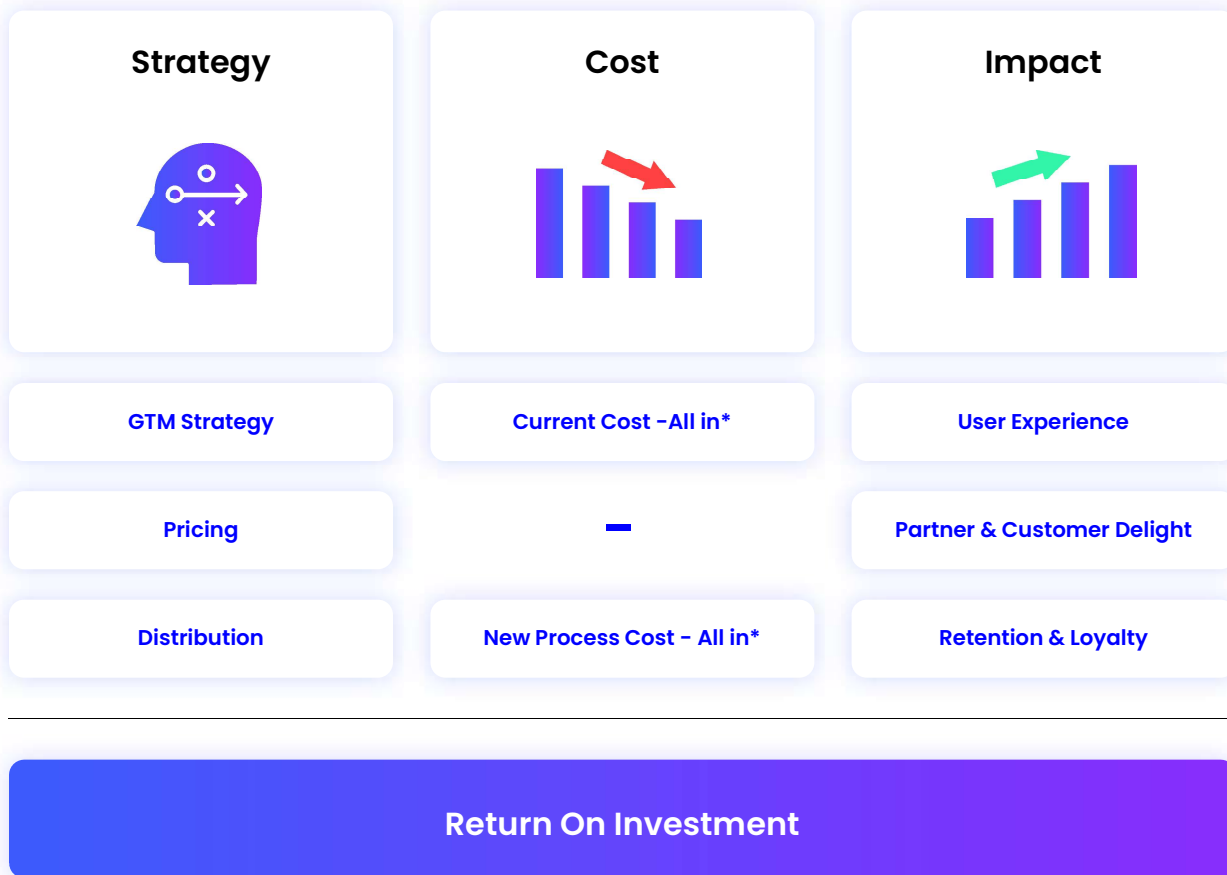 Strategy
Cost
Impact
GTM Strategy
Current Cost -All in*
User Experience
Pricing
-
Partner & Customer Delight
Distribution
New Process Cost - All in*
Retention & Loyalty
Return On Investment